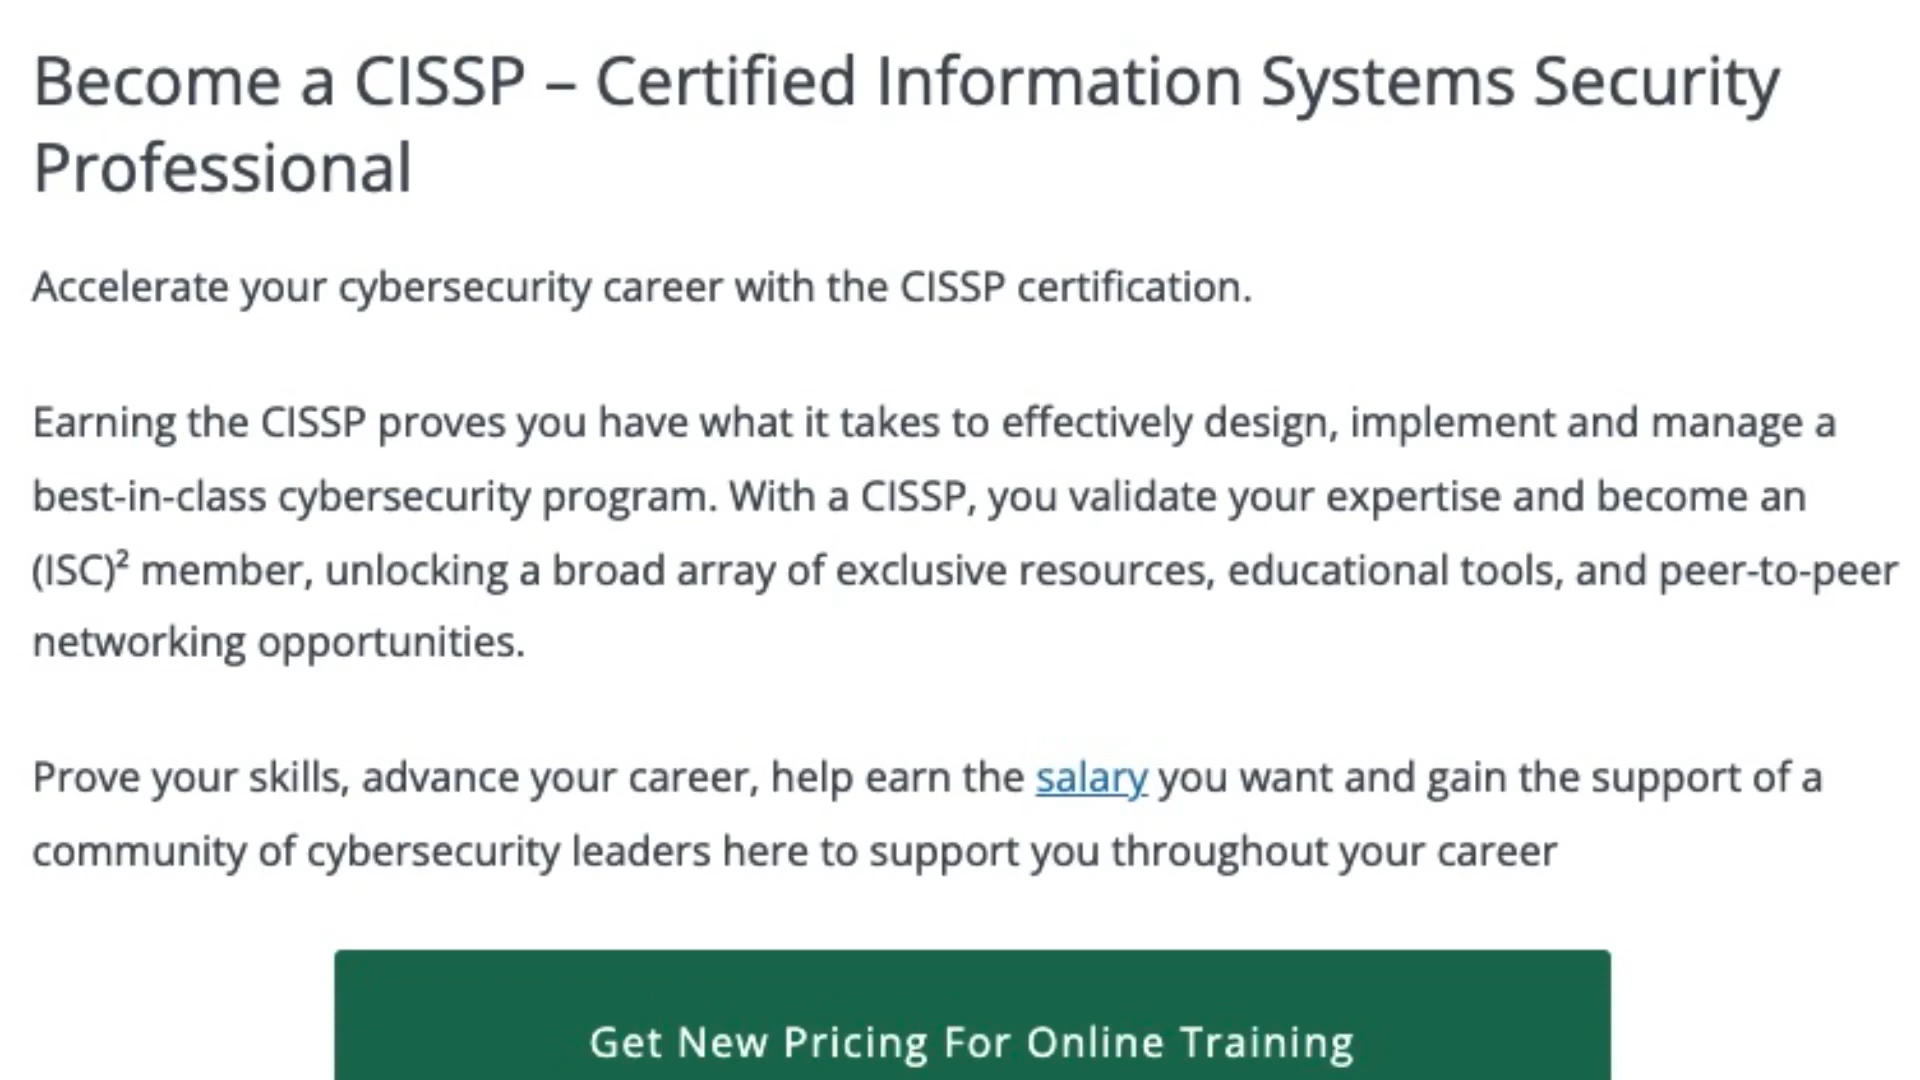 Become a CISSP – Certified Information Systems Security
Professional
Accelerate your cybersecurity career with the CISSP certification.
Earning the CISSP proves you have what it takes to effectively design, implement and manage a
best-in-class cybersecurity program. With a CISSP, you validate your expertise and become an
(ISC)² member, unlocking a broad array of exclusive resources, educational tools, and peer-to-peer
networking opportunities.
Prove your skills, advance your career, help earn the salary you want and gain the support of a
community of cybersecurity leaders here to support you throughout your career
Get New Pricing For Online Training